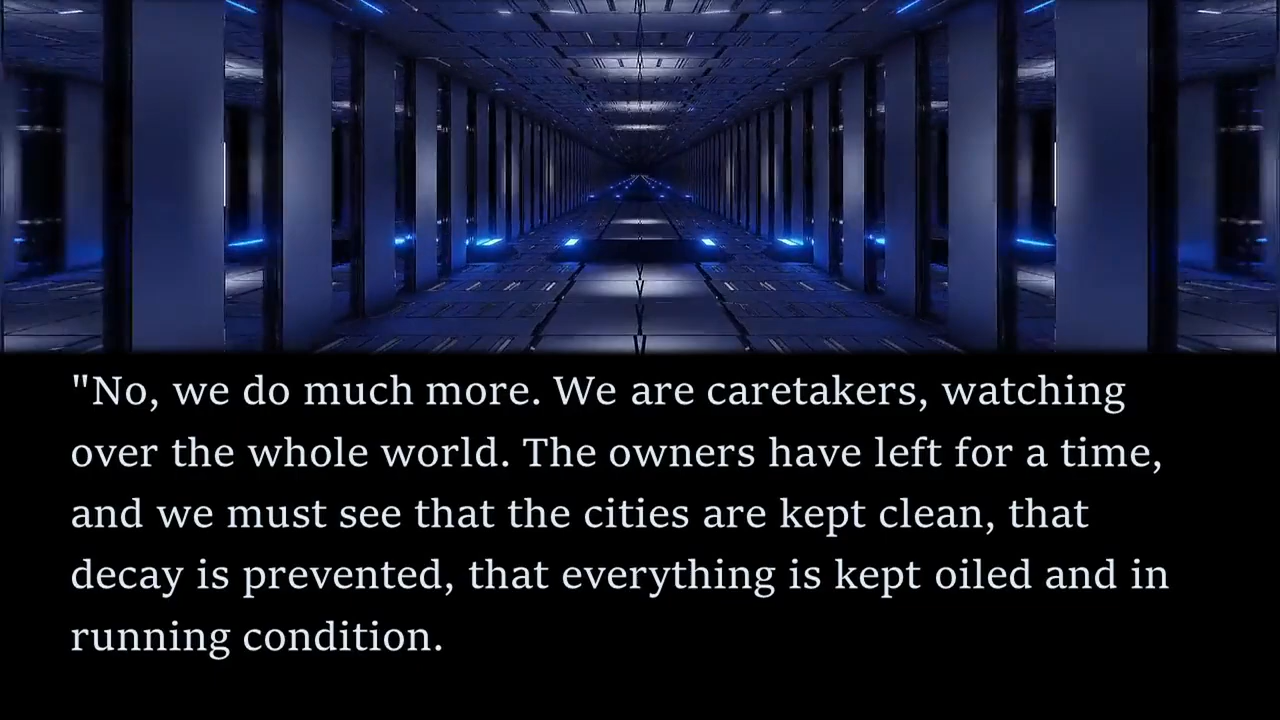 "No, we do much more. We are caretakers, watching
over the whole world. The owners have left for a time,
and we must see that the cities are kept clean, that
decay is prevented, that everything is kept oiled and in
running condition.